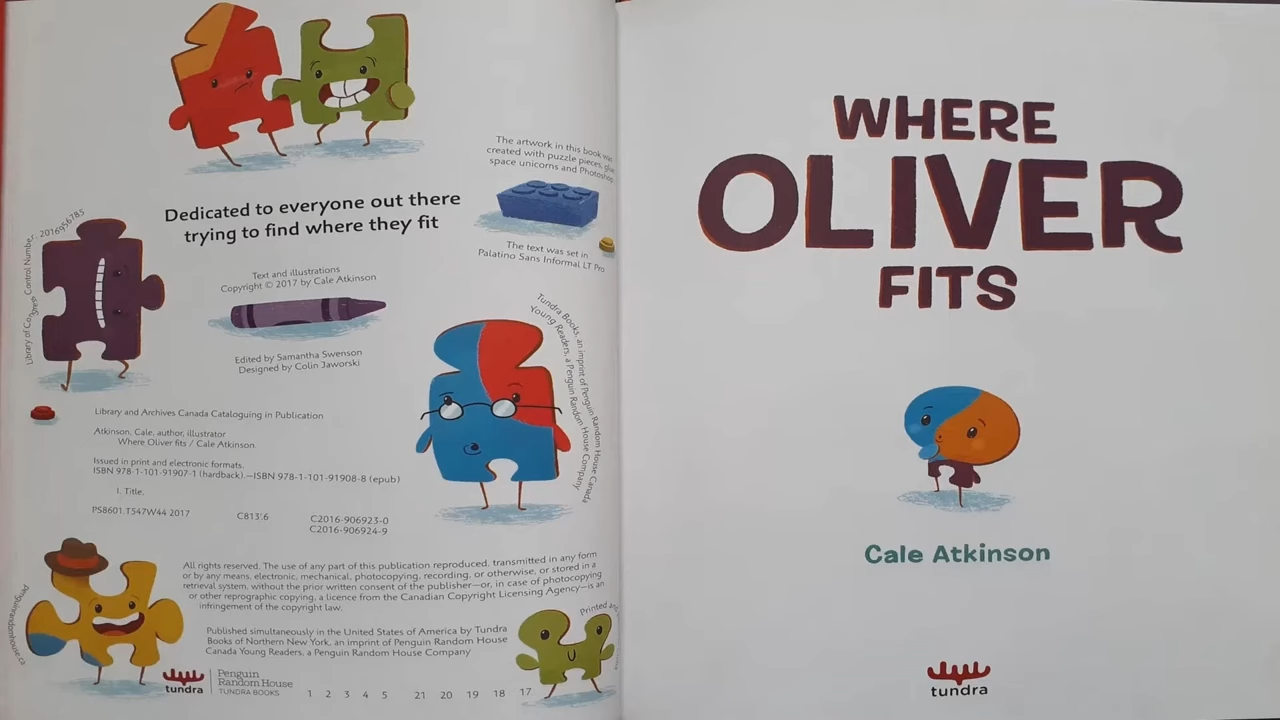 The artwork in this book was
created with puzzle pieces, glue,
space unicorns and Photoshop
Dedicated to everyone out there
trying to find where they fit
The text was set in
Palatino Sans Informal LT Pro
Library of Congress Control Number: 2016956785
Text and illustrations
Copyright © 2017 by Cale Atkinson
Edited by Samantha Swenson
Designed by Colin Jaworski
Tundra Books, an imprint of Penguin Random House Canada
Young Readers, a Penguin Random House Company
Library and Archives Canada Cataloguing in Publication
Atkinson, Cale, author, illustrator
Where Oliver fits / Cale Atkinson.
Issued in print and electronic formats.
ISBN 978-1-101-91907-1 (hardback).—ISBN 978-1-101-91908-8 (epub)
I. Title.
PS8601.T547W44 2017 C813.6 C2016-906923-0
C2016-906924-9
All rights reserved. The use of any part of this publication reproduced, transmitted in any form
or by any means, electronic, mechanical, photocopying, recording, or otherwise, or stored in a
retrieval system, without the prior written consent of the publisher—or, in case of photocopying
or other reprographic copying, a licence from the Canadian Copyright Licensing Agency—is an
infringement of the copyright law.
Published simultaneously in the United States of America by Tundra
Books of Northern New York, an imprint of Penguin Random House
Canada Young Readers, a Penguin Random House Company
penguinrandomhouse.ca
Printed and
tundra
Penguin
Random House
TUNDRA BOOKS
1 2 3 4 5 21 20 19 18 17
WHERE
OLIVER
FITS
Cale Atkinson
tundra